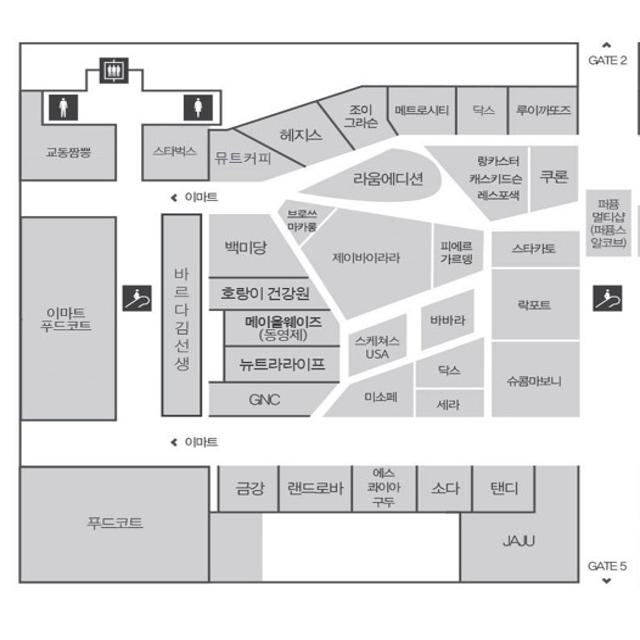 GATE 2
조이
그라슨
메트로시티
닥스
루이까또즈
헤지스
교동짬뽕
스타벅스
뮤트커피
랑카스터
캐스키드슨
레스포색
쿠론
라움에디션
이마트
브로쓰
마카롱
퍼퓸
멀티샵
(퍼퓸스
알코브)
백미당
제이바이라라
피에르
가르뎅
스타카토
바르다김선생
호랑이 건강원
이마트
푸드코트
락포트
메이올웨이즈
(동영제)
바바라
스케쳐스
USA
뉴트라라이프
닥스
슈콤마보니
GNC
미소페
세라
이마트
금강
랜드로바
에스
콰이아
구두
소다
탠디
푸드코트
JAJU
GATE 5